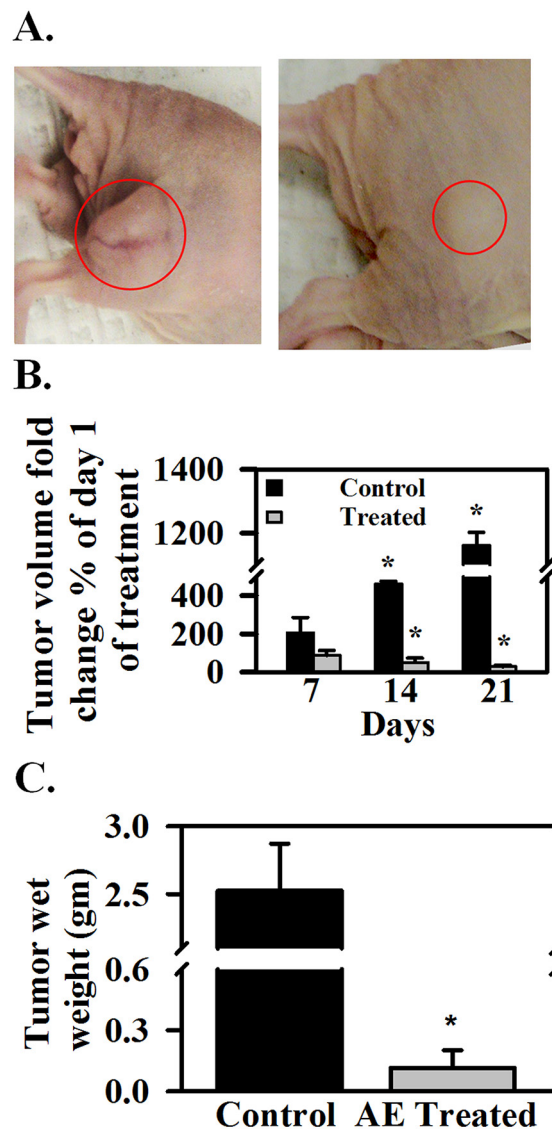 A.
B.
Tumor volume fold
change % of day 1
of treatment
1400
1200
400
200
0
Control
Treated
*
*
*
*
7 14 21
Days
C.
Tumor wet
weight (gm)
3.0
2.5
0.6
0.3
0.0
*
Control AE Treated